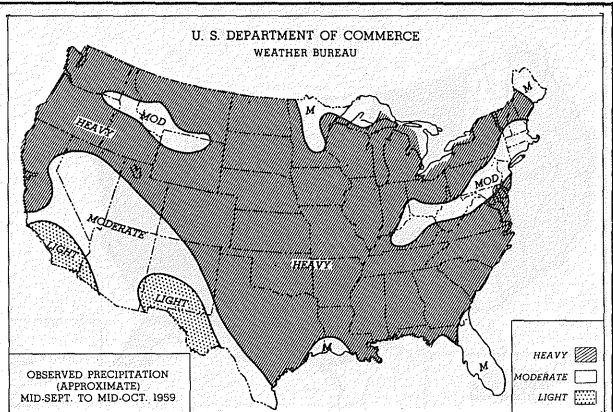 U. S. DEPARTMENT OF COMMERCE
WEATHER BUREAU
M
M
MOD
HEAVY
MOD
MODERATE
LIGHT
HEAVY
LIGHT
M
M
HEAVY
MODERATE
LIGHT
OBSERVED PRECIPITATION
(APPROXIMATE)
MID-SEPT. TO MID-OCT. 1959